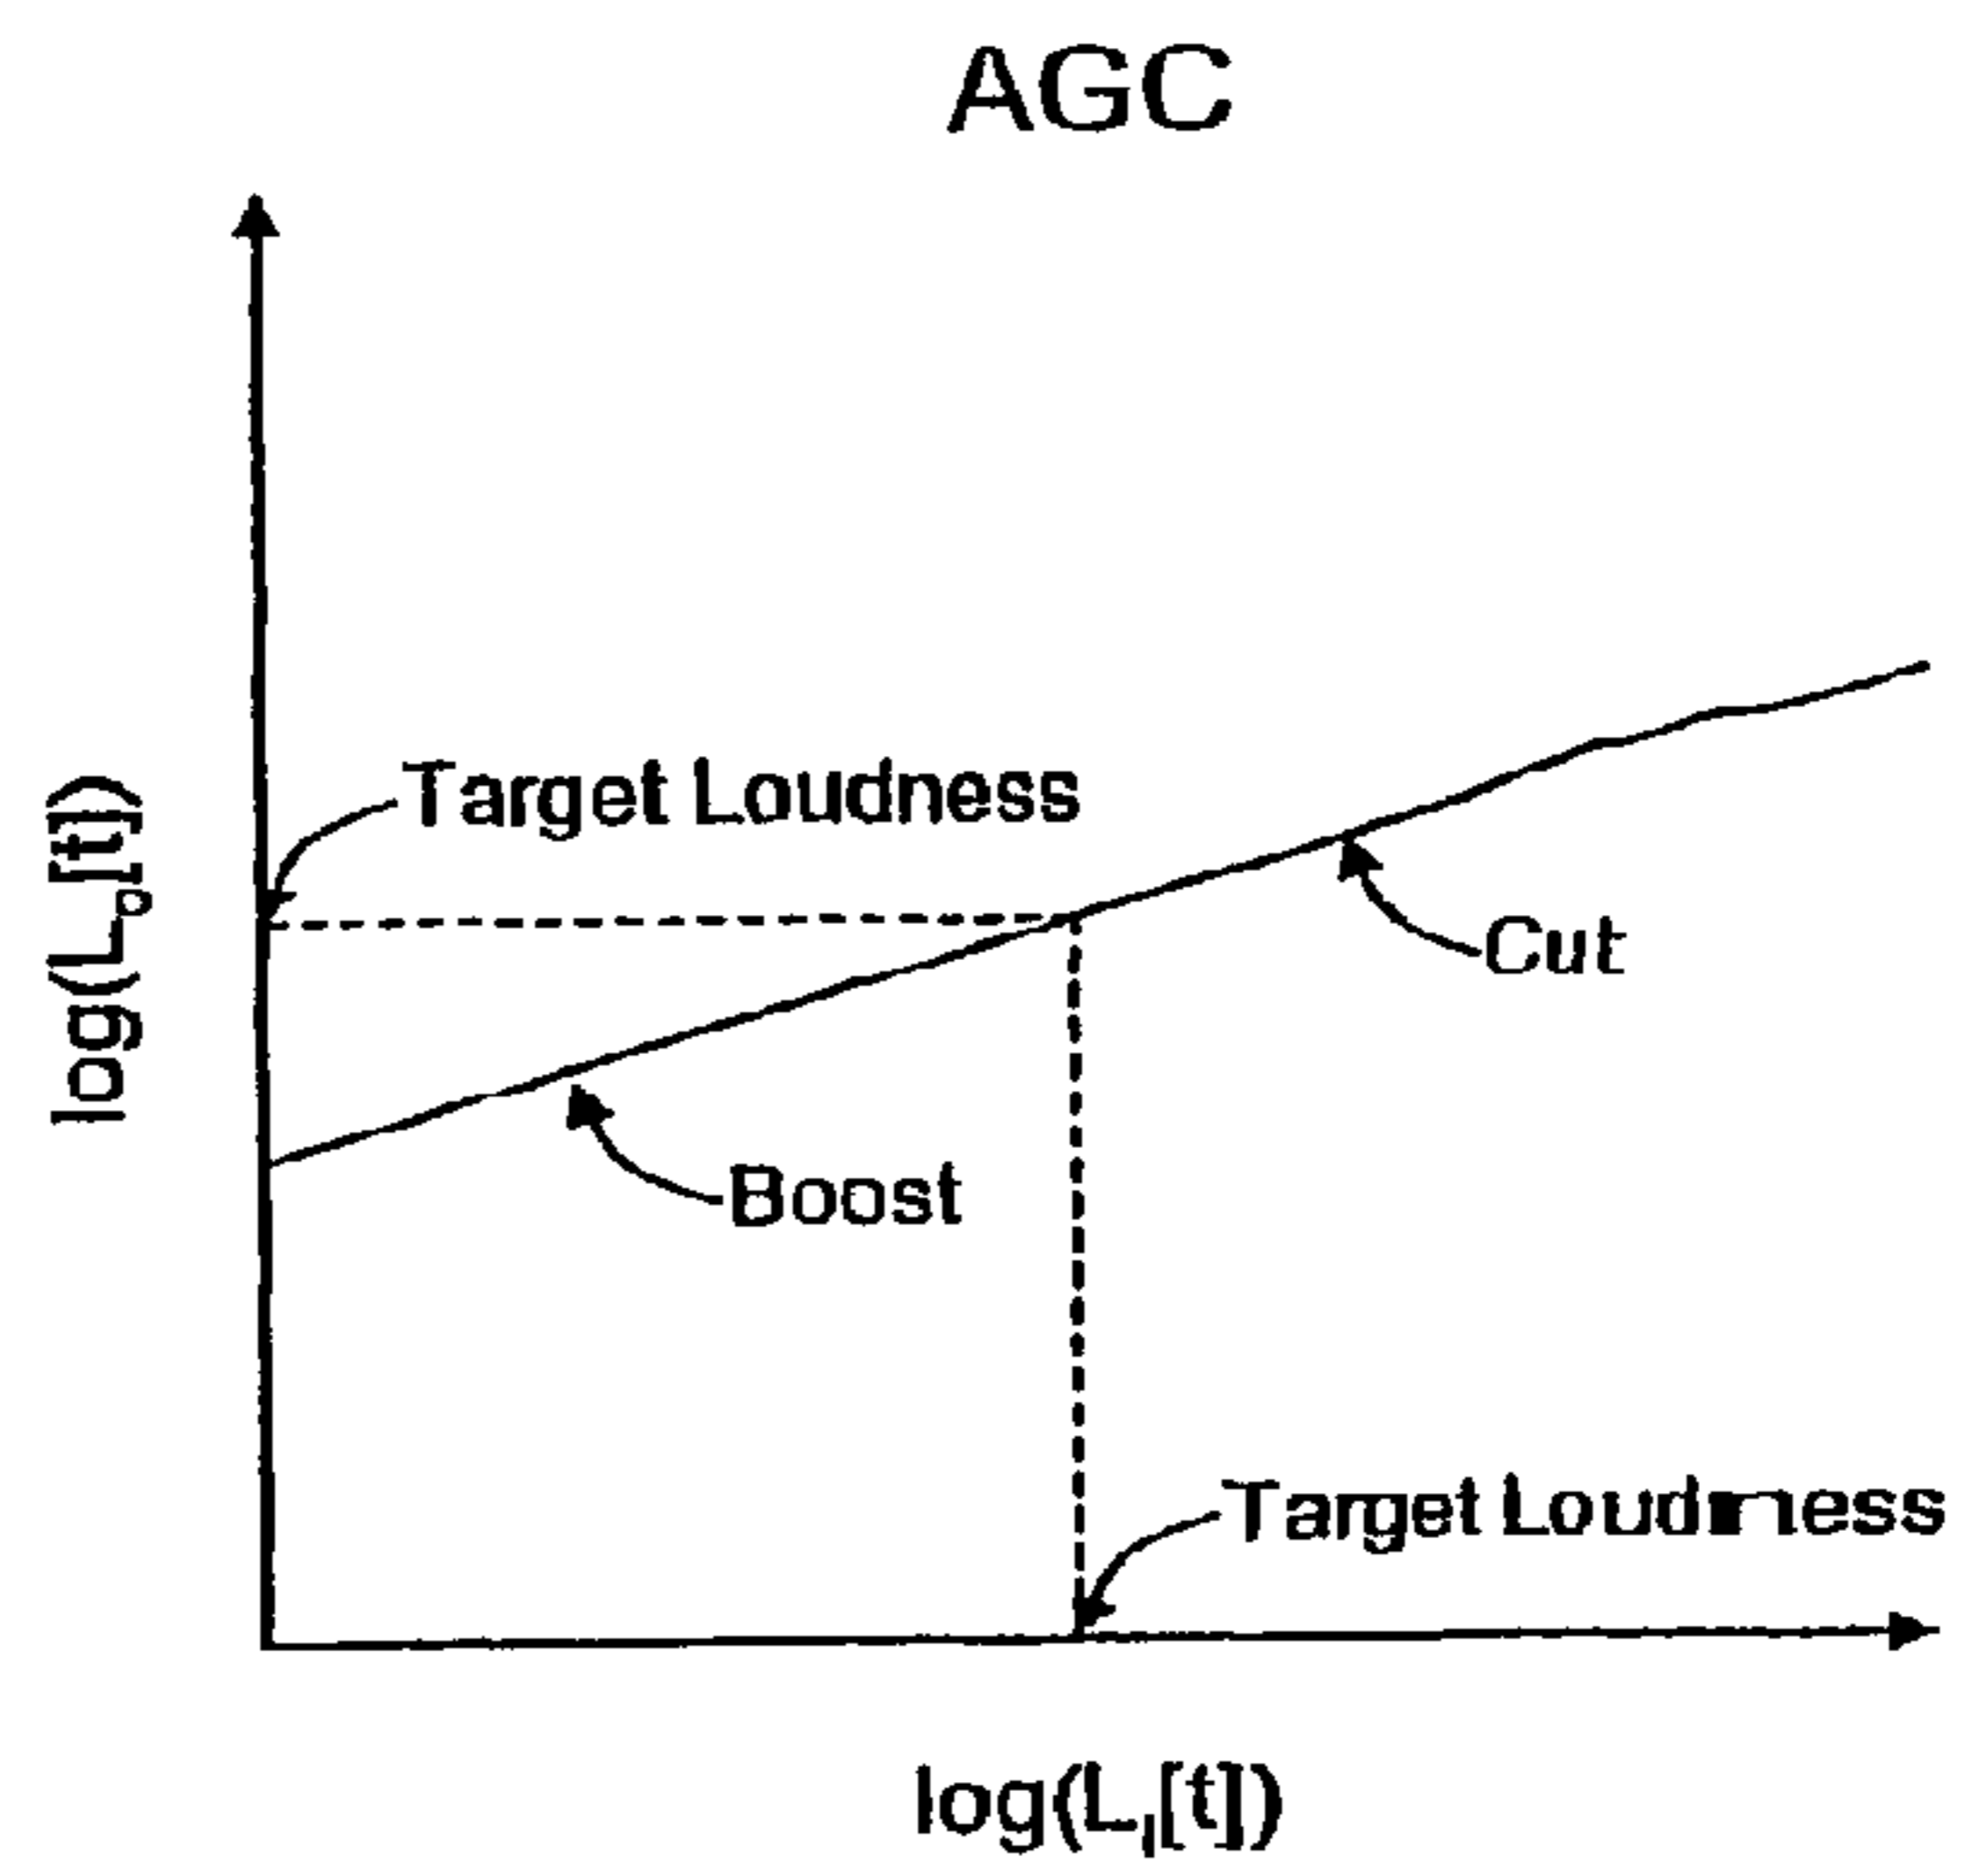 AGC
log(Lo[t])
Target Loudness
Cut
Boost
Target Loudness
log(LI[t])